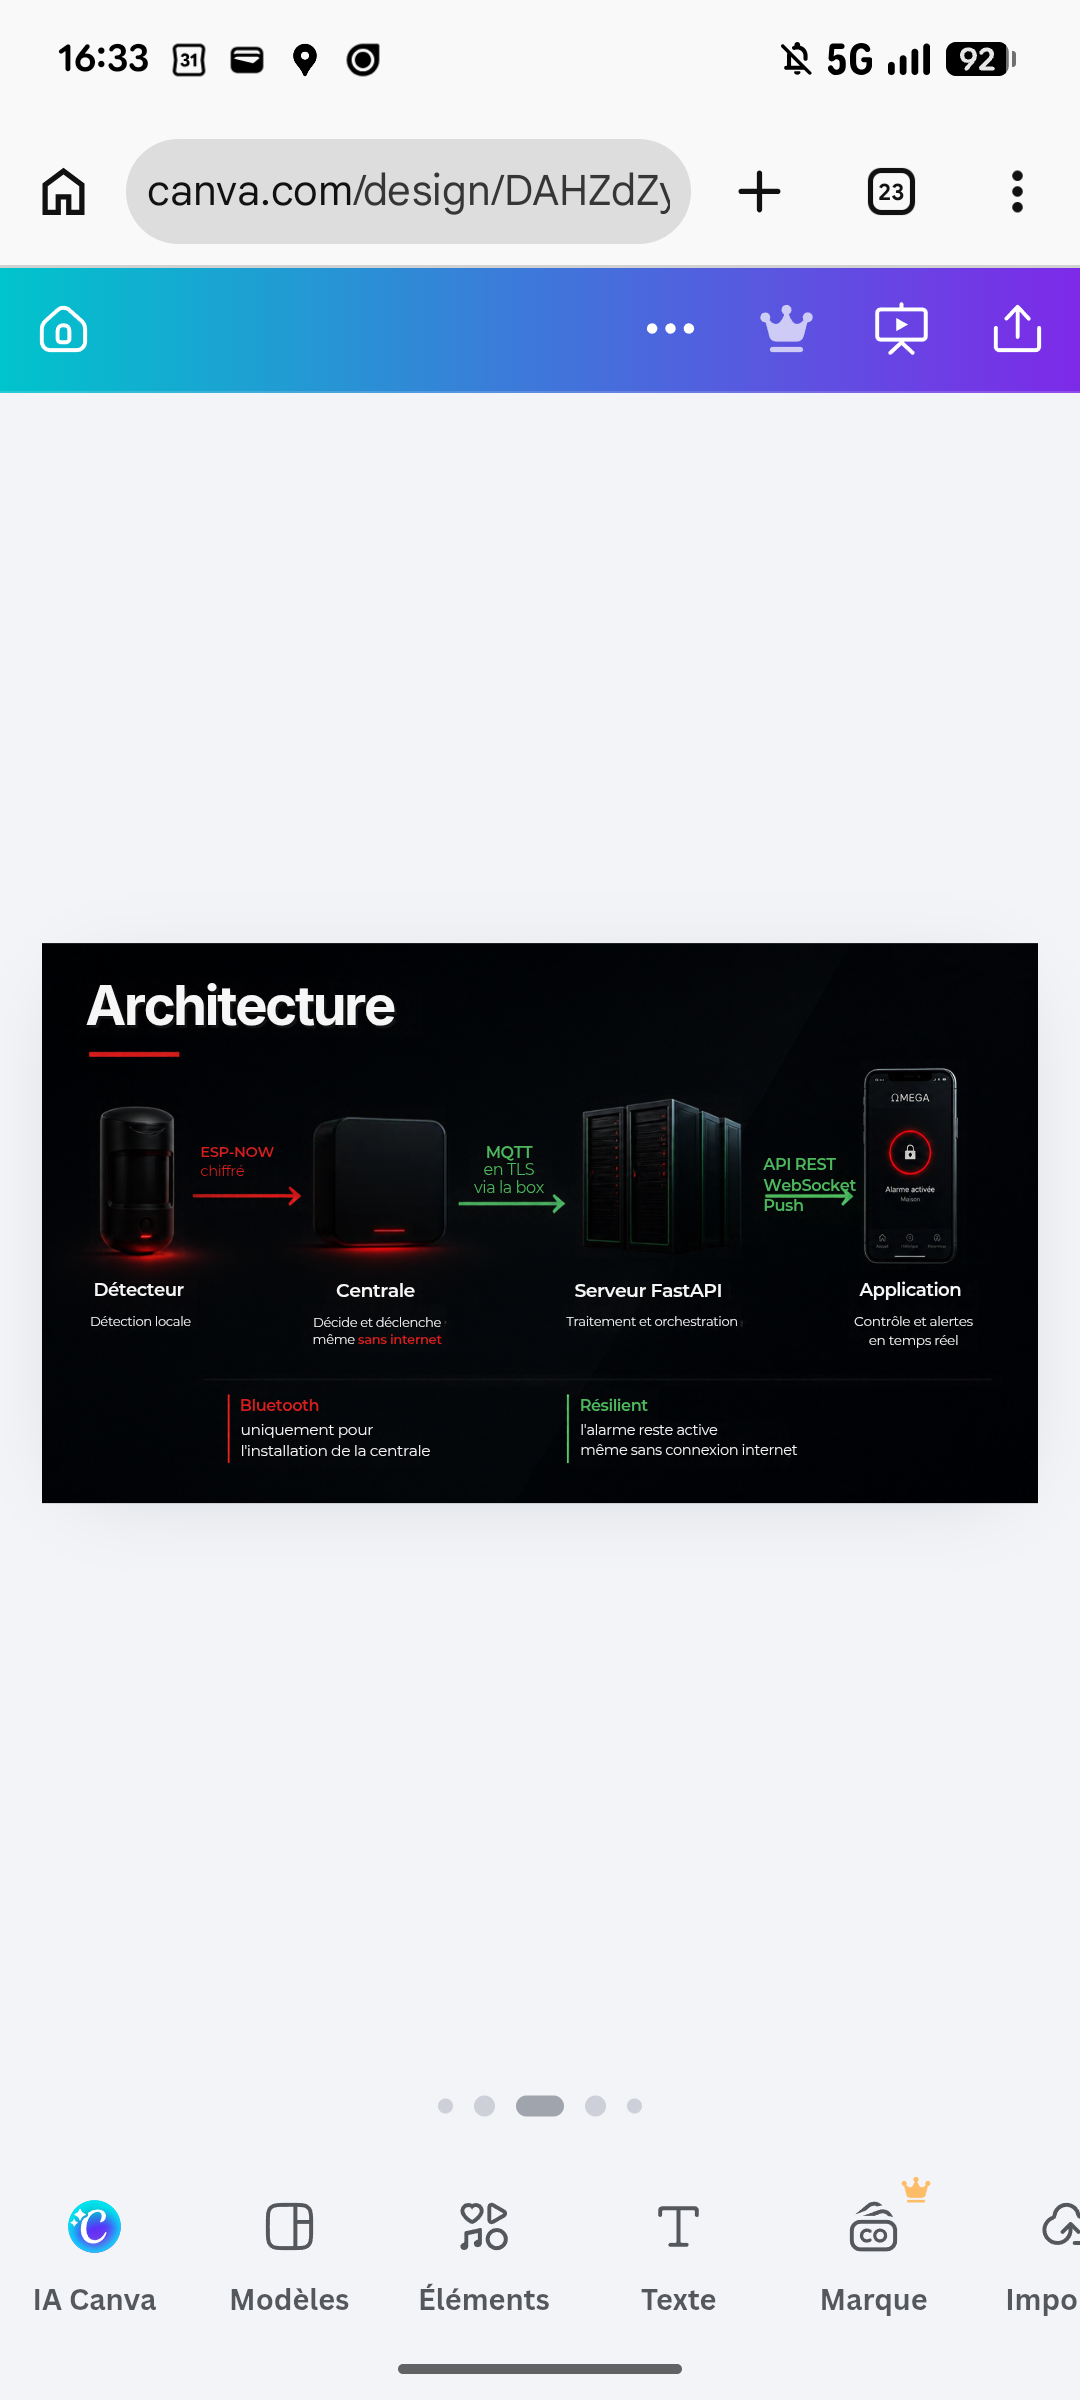 16:33
31
5G
92
canva.com/design/DAHZdZy
23
Architecture
ESP-NOW
chiffré
MQTT
en TLS
via la box
API REST
WebSocket
Push
ΩMEGA
Alarme activée
Maison
Détecteur
Centrale
Serveur FastAPI
Application
Détection locale
Décide et déclenche
même sans internet
Traitement et orchestration
Contrôle et alertes
en temps réel
Bluetooth
uniquement pour
l'installation de la centrale
Résilient
l'alarme reste active
même sans connexion internet
CO
IA Canva
Modèles
Éléments
Texte
Marque
Impo